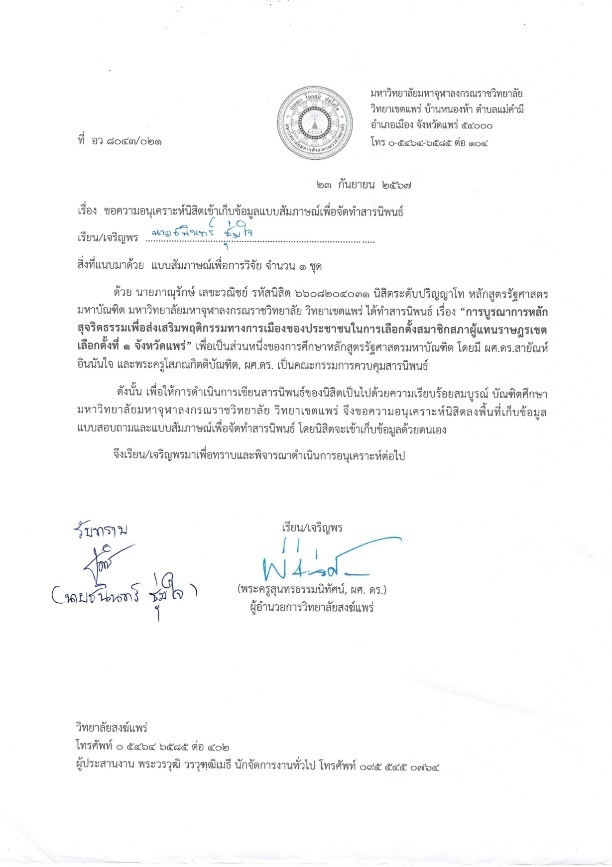 มหาวิทยาลัยมหาจุฬาลงกรณราชวิทยาลัย
วิทยาเขตแพร่ บ้านหนองห้า ตำบลแม่คำมี
อำเภอเมือง จังหวัดแพร่ ๕๔๐๐๐
โทร ๐-๕๔๖๔-๖๕๘๕ ต่อ ๑๐๔
ที่ อว ๘๐๔๓/๐๒๑
๒๓ กันยายน ๒๕๖๗
เรื่อง ขอความอนุเคราะห์นิสิตเข้าเก็บข้อมูลแบบสัมภาษณ์เพื่อจัดทำสารนิพนธ์
เรียน/เจริญพร นายธนินทร์ ชุ่มใจ
สิ่งที่แนบมาด้วย แบบสัมภาษณ์เพื่อการวิจัย จำนวน ๑ ชุด
ด้วย นายภาณุรักษ์ เลขะวณิชย์ รหัสนิสิต ๖๖๐๘๒๐๔๐๓๑ นิสิตระดับปริญญาโท หลักสูตรรัฐศาสตร
มหาบัณฑิต มหาวิทยาลัยมหาจุฬาลงกรณราชวิทยาลัย วิทยาเขตแพร่ ได้ทำสารนิพนธ์ เรื่อง “การบูรณาการหลัก
สุจริตธรรมเพื่อส่งเสริมพฤติกรรมทางการเมืองของประชาชนในการเลือกตั้งสมาชิกสภาผู้แทนราษฎรเขต
เลือกตั้งที่ ๑ จังหวัดแพร่” เพื่อเป็นส่วนหนึ่งของการศึกษาหลักสูตรรัฐศาสตรมหาบัณฑิต โดยมี ผศ.ดร.สายัณห์
อินนันใจ และพระครูโสภณกิตติบัณฑิต, ผศ.ดร. เป็นคณะกรรมการควบคุมสารนิพนธ์
ดังนั้น เพื่อให้การดำเนินการเขียนสารนิพนธ์ของนิสิตเป็นไปด้วยความเรียบร้อยสมบูรณ์ บัณฑิตศึกษา
มหาวิทยาลัยมหาจุฬาลงกรณราชวิทยาลัย วิทยาเขตแพร่ จึงขอความอนุเคราะห์นิสิตลงพื้นที่เก็บข้อมูล
แบบสอบถามและแบบสัมภาษณ์เพื่อจัดทำสารนิพนธ์ โดยนิสิตจะเข้าเก็บข้อมูลด้วยตนเอง
จึงเรียน/เจริญพรมาเพื่อทราบและพิจารณาดำเนินการอนุเคราะห์ต่อไป
เรียน/เจริญพร
(พระครูสุนทรธรรมนิทัศน์, ผศ. ดร.)
ผู้อำนวยการวิทยาลัยสงฆ์แพร่
รับทราบ
(นายธนินทร์ ชุ่มใจ)
วิทยาลัยสงฆ์แพร่
โทรศัพท์ ๐ ๕๔๖๔ ๖๕๘๕ ต่อ ๔๐๒
ผู้ประสานงาน พระวรวุฒิ วรวุฑฺฒิเมธี นักจัดการงานทั่วไป โทรศัพท์ ๐๙๕ ๕๔๕ ๐๗๖๔